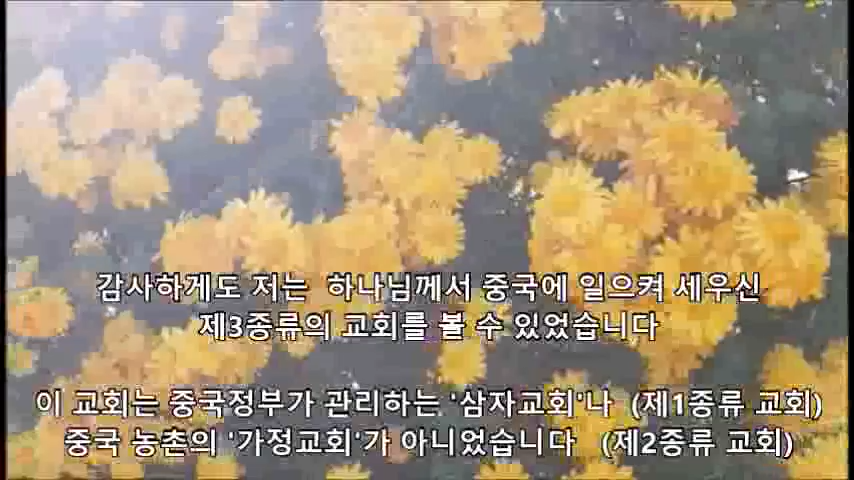 감사하게도 저는 하나님께서 중국에 일으켜 세우신
제3종류의 교회를 볼 수 있었습니다
이 교회는 중국정부가 관리하는 '삼자교회'나 (제1종류 교회)
중국 농촌의 '가정교회'가 아니었습니다 (제2종류 교회)